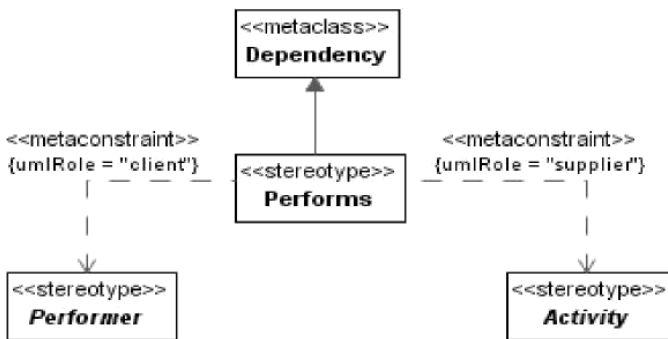 <<metaclass>>
Dependency
<<metaconstraint>>
{umlRole = "client"}
<<metaconstraint>>
{umlRole = "supplier"}
<<stereotype>>
Performs
<<stereotype>>
Performer
<<stereotype>>
Activity